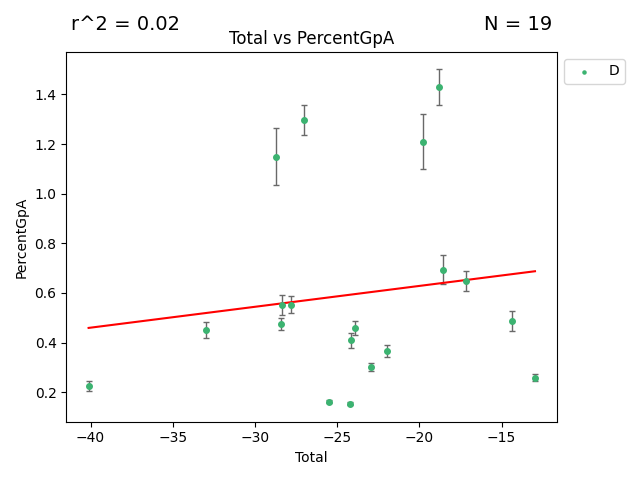 r^2 = 0.02
N = 19
Total vs PercentGpA
D
PercentGpA
1.4
1.2
1.0
0.8
0.6
0.4
0.2
−40 −35 −30 −25 −20 −15
Total